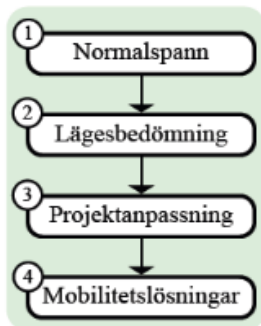 1
Normalspann
2
Lägesbedömning
3
Projektanpassning
4
Mobilitetslösningar